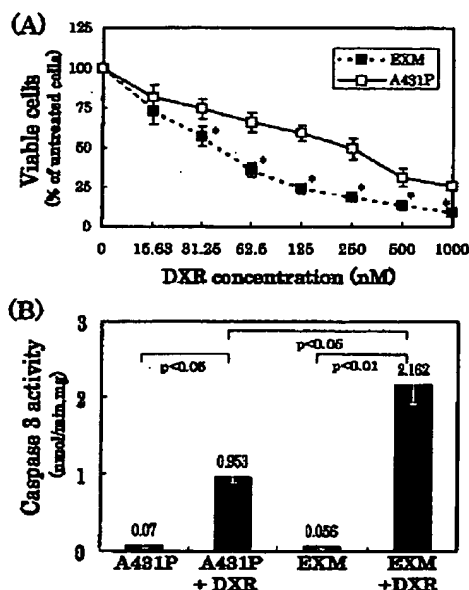 (A)
125
100
75
50
25
0
Viable cells
(% of untreated cells)
EXM
A431P
*
*
*
*
*
*
0 15.63 31.25 62.5 125 250 500 1000
DXR concentration (nM)
(B)
3
2
1
0
Caspase 3 activity
(nmol/min,mg)
p<0.05
p<0.05
p<0.01
0.07
0.953
0.056
2.162
A431P A431P EXM EXM
+ DXR +DXR